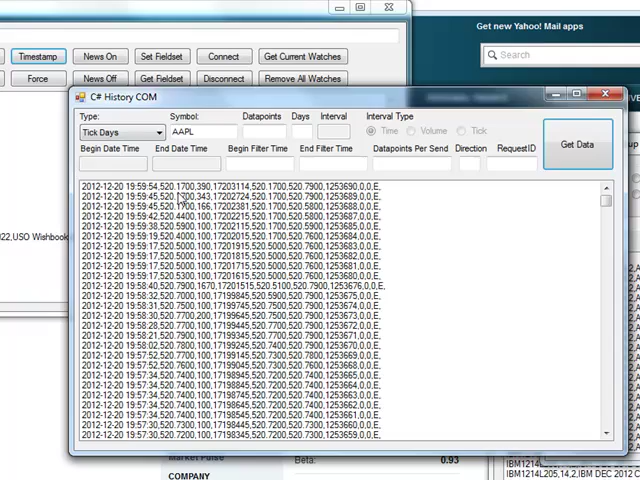 Get new Yahoo! Mail apps
Search
Timestamp
News On
Set Fieldset
Connect
Get Current Watches
Force
News Off
Get Fieldset
Disconnect
Remove All Watches
C# History COM
Type:
Symbol:
Datapoints
Days
Interval
Interval Type
Tick Days
AAPL
Time
Volume
Tick
Get Data
Begin Date Time
End Date Time
Begin Filter Time
End Filter Time
Datapoints Per Send
Direction
RequestID
2012-12-20 19:59:54,520.1700,390,17203114,520.1700,520.7900,1253690,0,0,E,
2012-12-20 19:59:45,520.1700,343,17202724,520.1700,520.7900,1253689,0,0,E,
2012-12-20 19:59:45,520.1700,166,17202381,520.1700,520.5800,1253688,0,0,E,
2012-12-20 19:59:42,520.4400,100,17202215,520.1700,520.5800,1253687,0,0,E,
2012-12-20 19:59:38,520.5900,100,17202115,520.1700,520.5900,1253685,0,0,E,
2012-12-20 19:59:19,520.4000,100,17202015,520.1700,520.5300,1253684,0,0,E,
2012-12-20 19:59:17,520.5300,100,17201915,520.5000,520.7600,1253683,0,0,E,
2012-12-20 19:59:17,520.5300,100,17201815,520.5000,520.7600,1253682,0,0,E,
2012-12-20 19:59:17,520.5300,100,17201715,520.5000,520.7600,1253681,0,0,E,
2012-12-20 19:59:17,520.5300,100,17201615,520.5000,520.7600,1253680,0,0,E,
2012-12-20 19:58:40,520.7900,1670,17201515,520.5100,520.7900,1253676,0,0,E,
2012-12-20 19:58:32,520.7000,100,17199845,520.5900,520.7900,1253675,0,0,E,
2012-12-20 19:58:31,520.7500,100,17199745,520.6500,520.7900,1253674,0,0,E,
2012-12-20 19:58:30,520.7700,200,17199645,520.7500,520.7900,1253673,0,0,E,
2012-12-20 19:58:28,520.7700,100,17199445,520.7700,520.7900,1253672,0,0,E,
2012-12-20 19:58:21,520.7900,100,17199345,520.7700,520.7900,1253671,0,0,E,
2012-12-20 19:58:02,520.7800,100,17199245,520.7400,520.7900,1253670,0,0,E,
2012-12-20 19:57:52,520.7600,100,17199145,520.7300,520.7800,1253669,0,0,E,
2012-12-20 19:57:52,520.7600,100,17199045,520.7300,520.7600,1253668,0,0,E,
2012-12-20 19:57:34,520.7400,100,17198945,520.7200,520.7400,1253665,0,0,E,
2012-12-20 19:57:34,520.7400,100,17198845,520.7200,520.7400,1253664,0,0,E,
2012-12-20 19:57:34,520.7400,100,17198745,520.7200,520.7400,1253663,0,0,E,
2012-12-20 19:57:34,520.7400,100,17198645,520.7200,520.7400,1253662,0,0,E,
2012-12-20 19:57:34,520.7200,100,17198545,520.7200,520.7300,1253661,0,0,E,
2012-12-20 19:57:30,520.7300,100,17198445,520.7200,520.7300,1253660,0,0,E,
2012-12-20 19:57:30,520.7200,100,17198345,520.7200,520.7300,1253659,0,0,E,
USO Wishbook
Market Pulse
Beta:
0.93
COMPANY
IBM1214L205,14,2,IBM DEC 2012 C